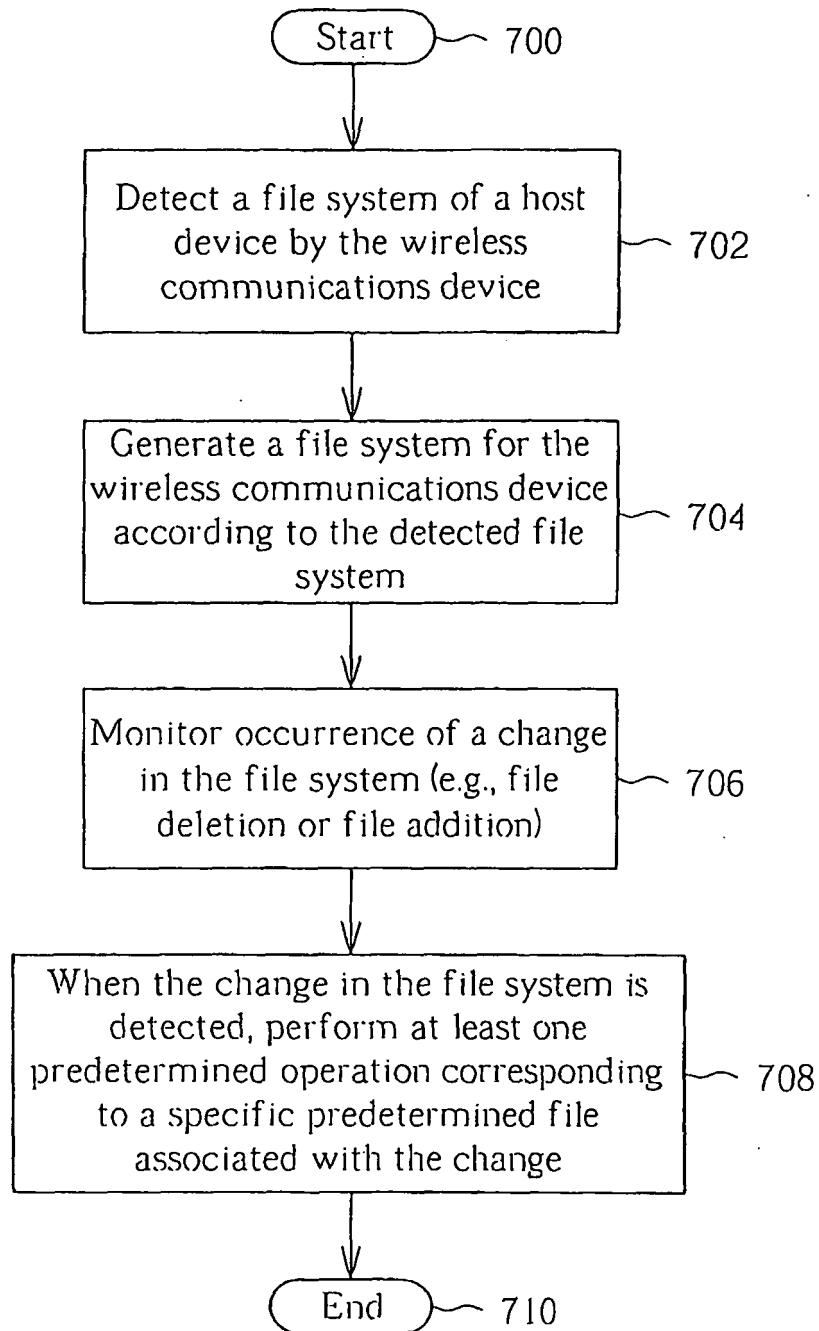 Start
700
Detect a file system of a host
device by the wireless
communications device
702
Generate a file system for the
wireless communications device
according to the detected file
system
704
Monitor occurrence of a change
in the file system (e.g., file
deletion or file addition)
706
When the change in the file system is
detected, perform at least one
predetermined operation corresponding
to a specific predetermined file
associated with the change
708
End
710